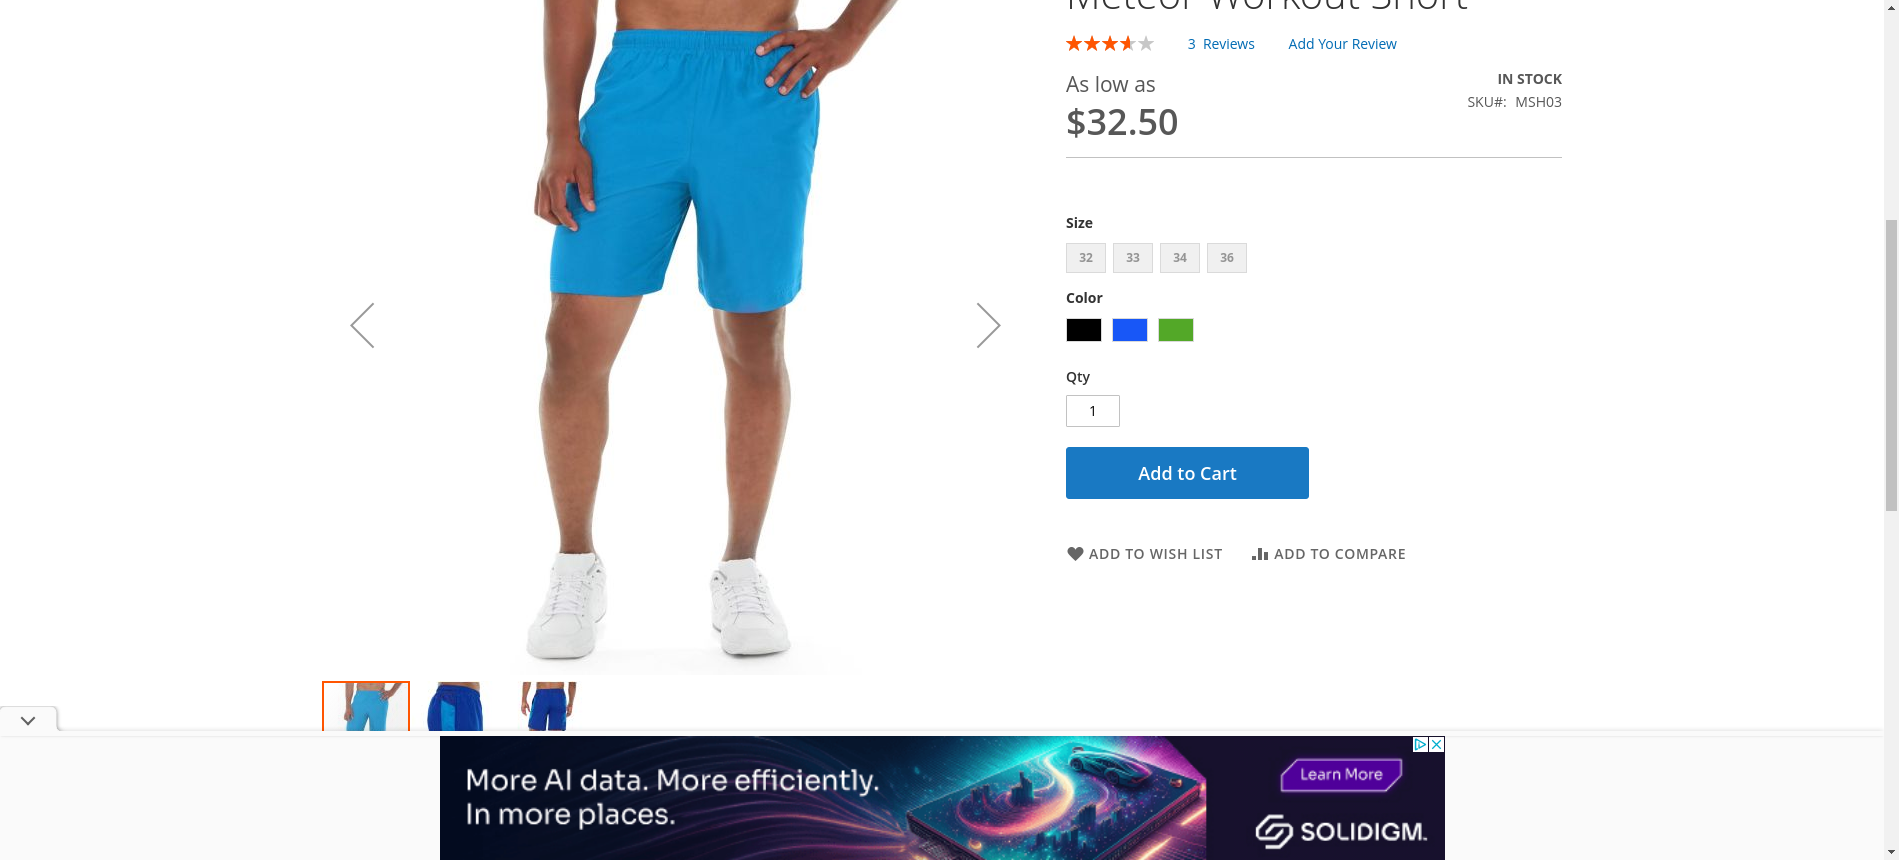 Meteor Workout Short
3 Reviews Add Your Review
As low as
$32.50
IN STOCK
SKU#: MSH03
Size
32 33 34 36
Color
Qty
1
Add to Cart
ADD TO WISH LIST ADD TO COMPARE
More AI data. More efficiently.
In more places.
Learn More
SOLIDIGM.